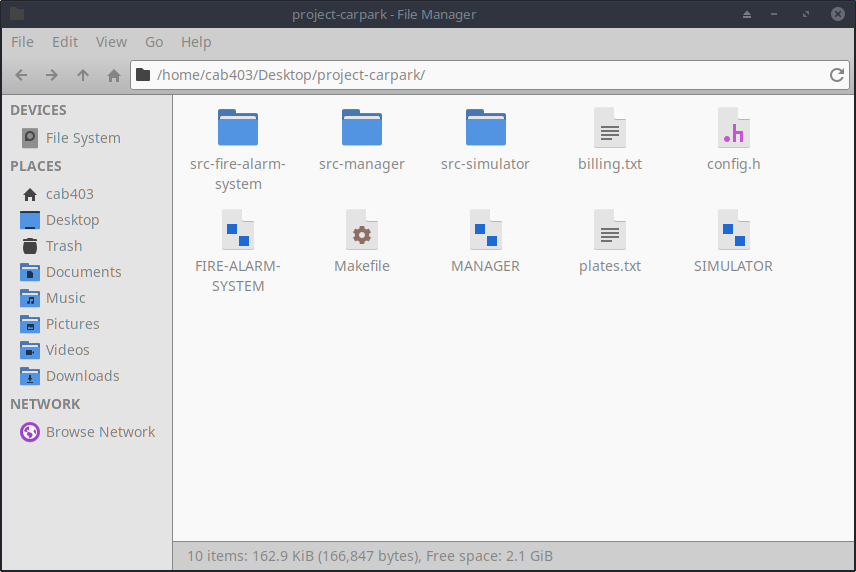 project-carpark - File Manager
File Edit View Go Help
/home/cab403/Desktop/project-carpark/
DEVICES
File System
PLACES
cab403
Desktop
Trash
Documents
Music
Pictures
Videos
Downloads
NETWORK
Browse Network
src-fire-alarm-
system
src-manager
src-simulator
billing.txt
.h
config.h
FIRE-ALARM-
SYSTEM
Makefile
MANAGER
plates.txt
SIMULATOR
10 items: 162.9 KiB (166,847 bytes), Free space: 2.1 GiB